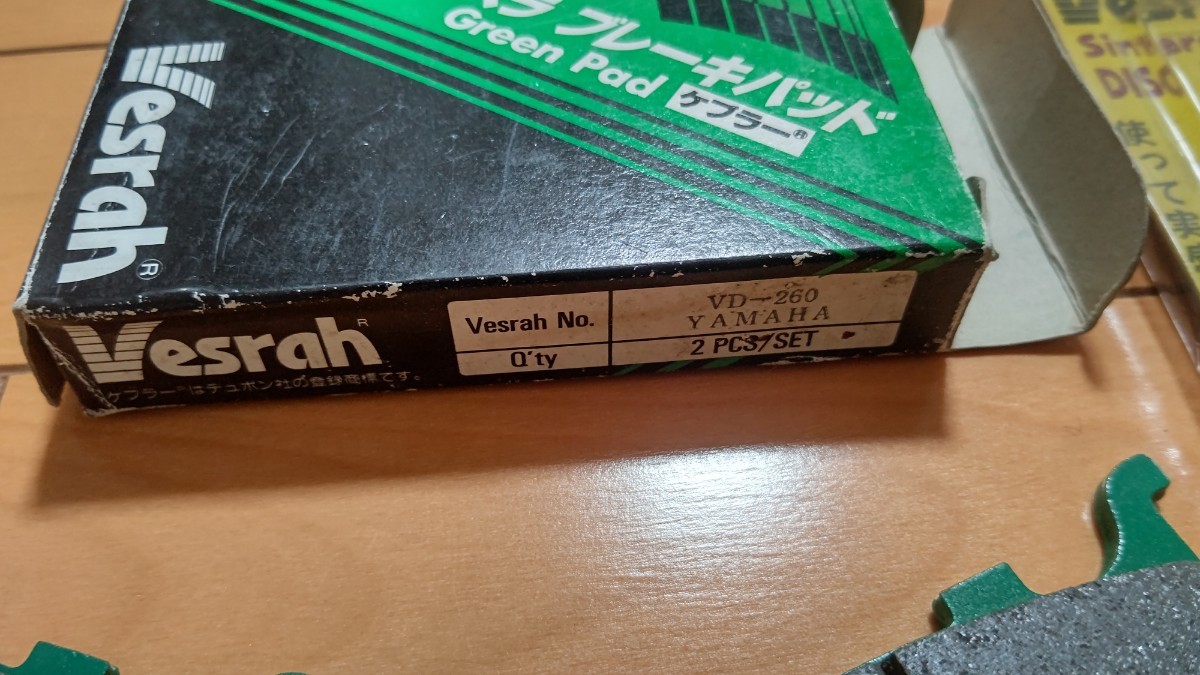 Vesrah®
ラ ブレーキパッド
Green Pad
ケブラー®
Vesrah R
ケブラー®はデュポン社の登録商標です。
Vesrah No.
VD-260
YAMAHA
Q'ty
2 PCS/SET
DISC
使って